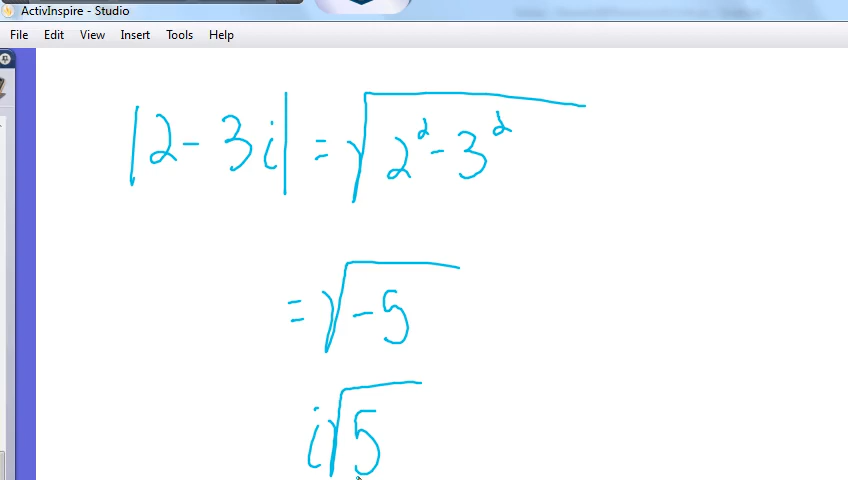 ActivInspire - Studio
File Edit View Insert Tools Help
|2 - 3i| = √(2² - 3²)
= √-5
i√5